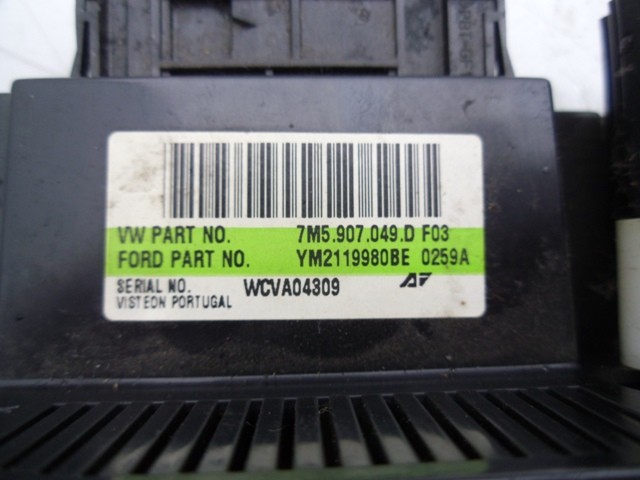 VW PART NO. 7M5.907.049.D F03
FORD PART NO. YM2119980BE 0259A
SERIAL NO. WCVA04309
VISTEON PORTUGAL